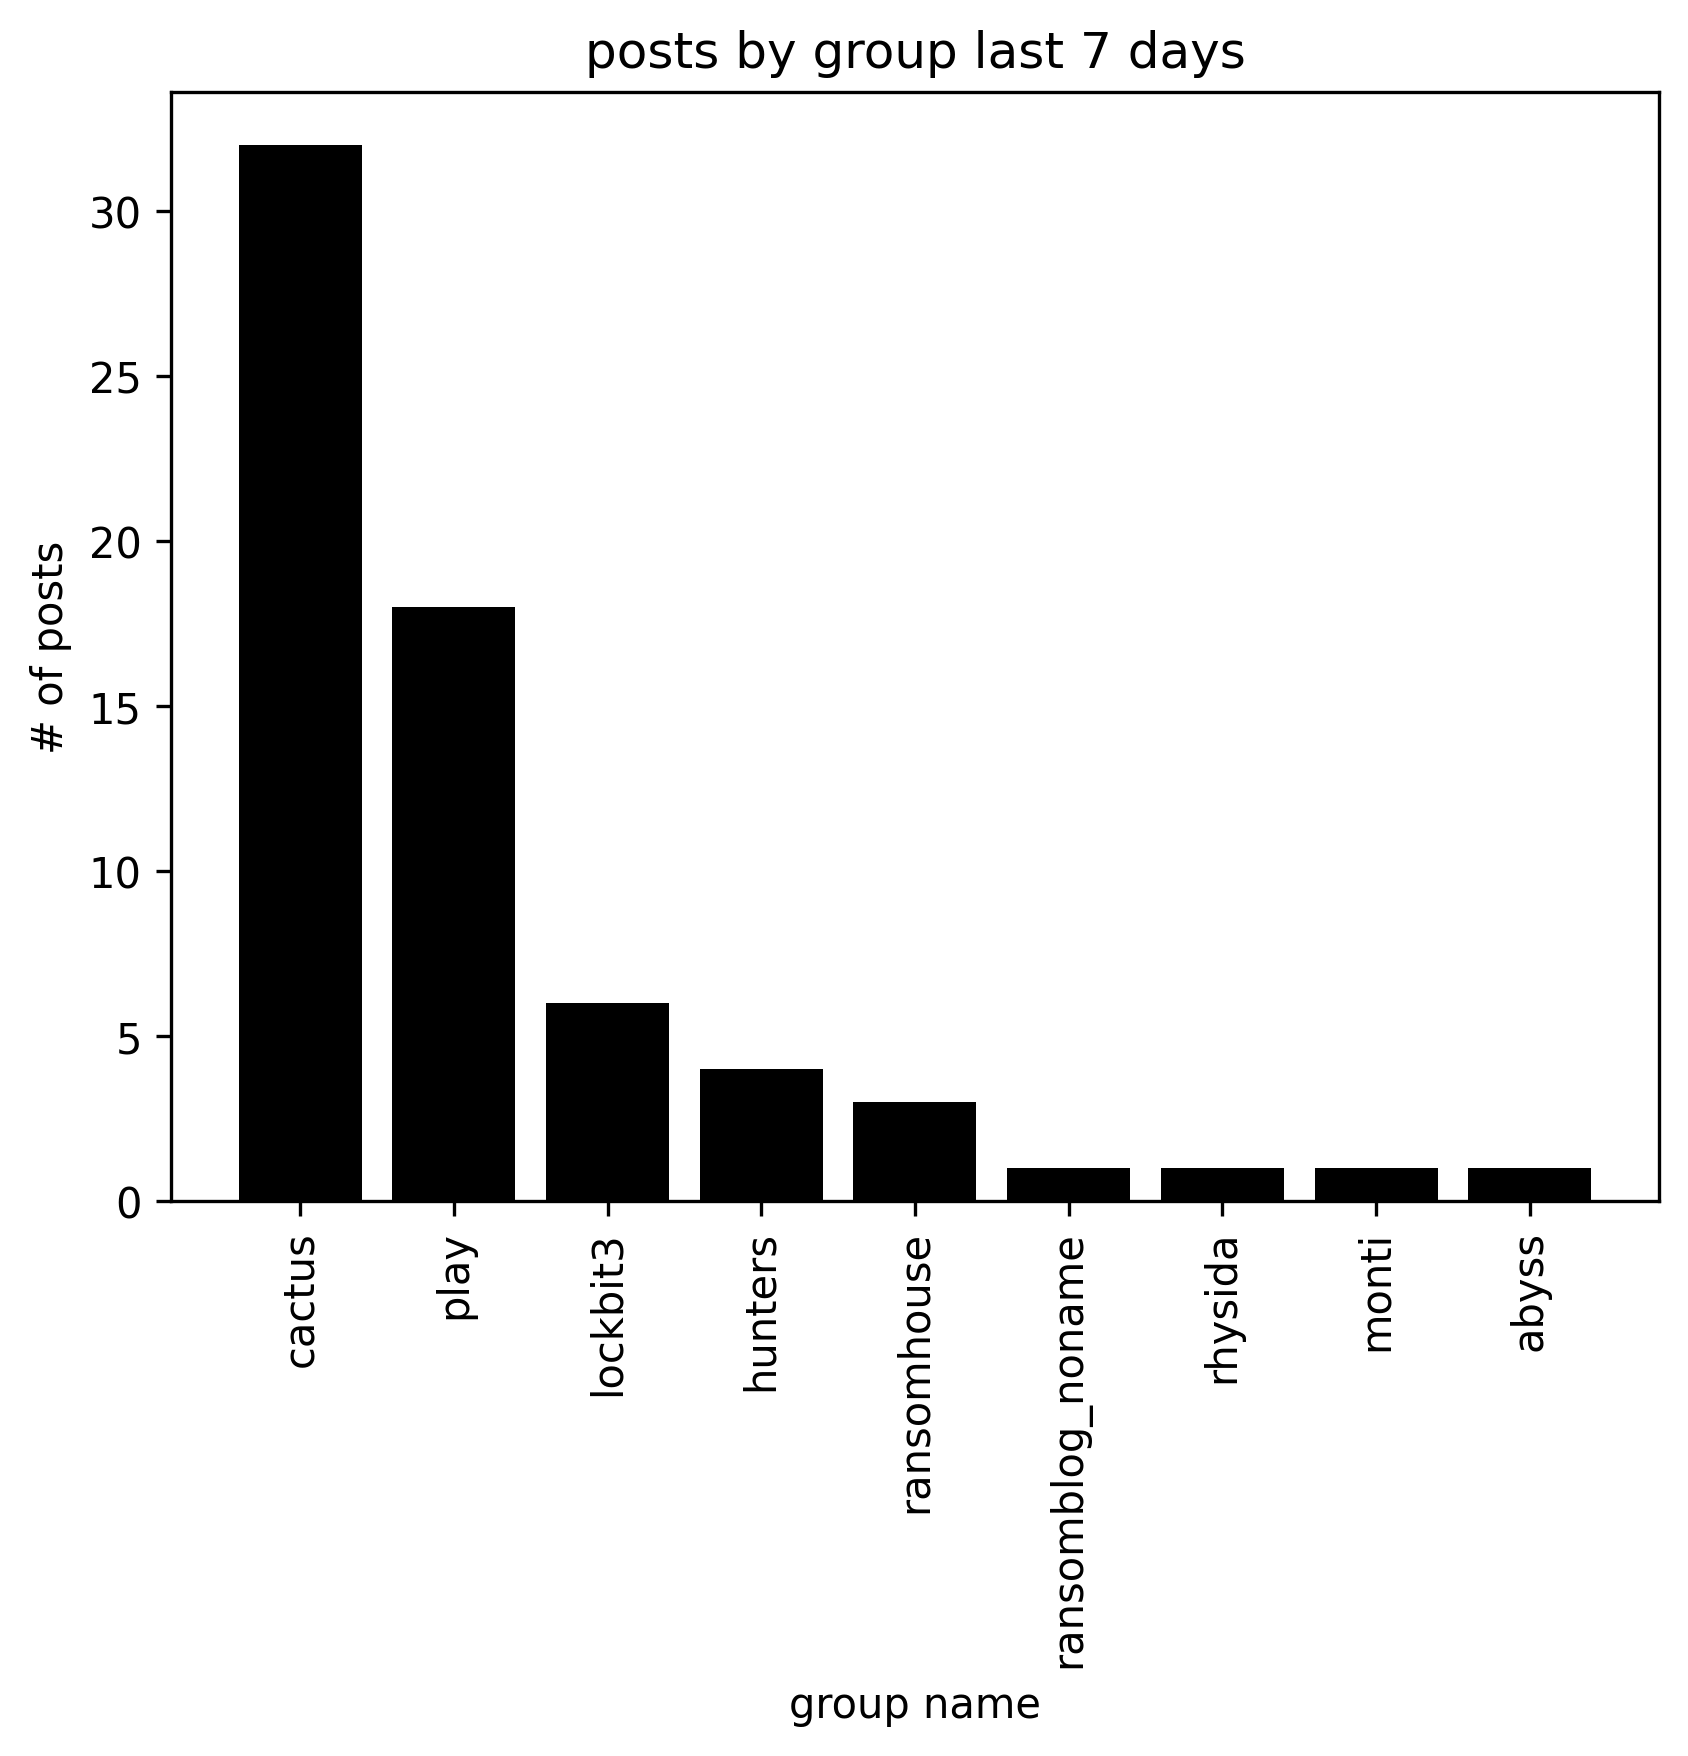 posts by group last 7 days
# of posts
30
25
20
15
10
5
0
cactus
play
lockbit3
hunters
ransomhouse
ransomblog_noname
rhysida
monti
abyss
group name